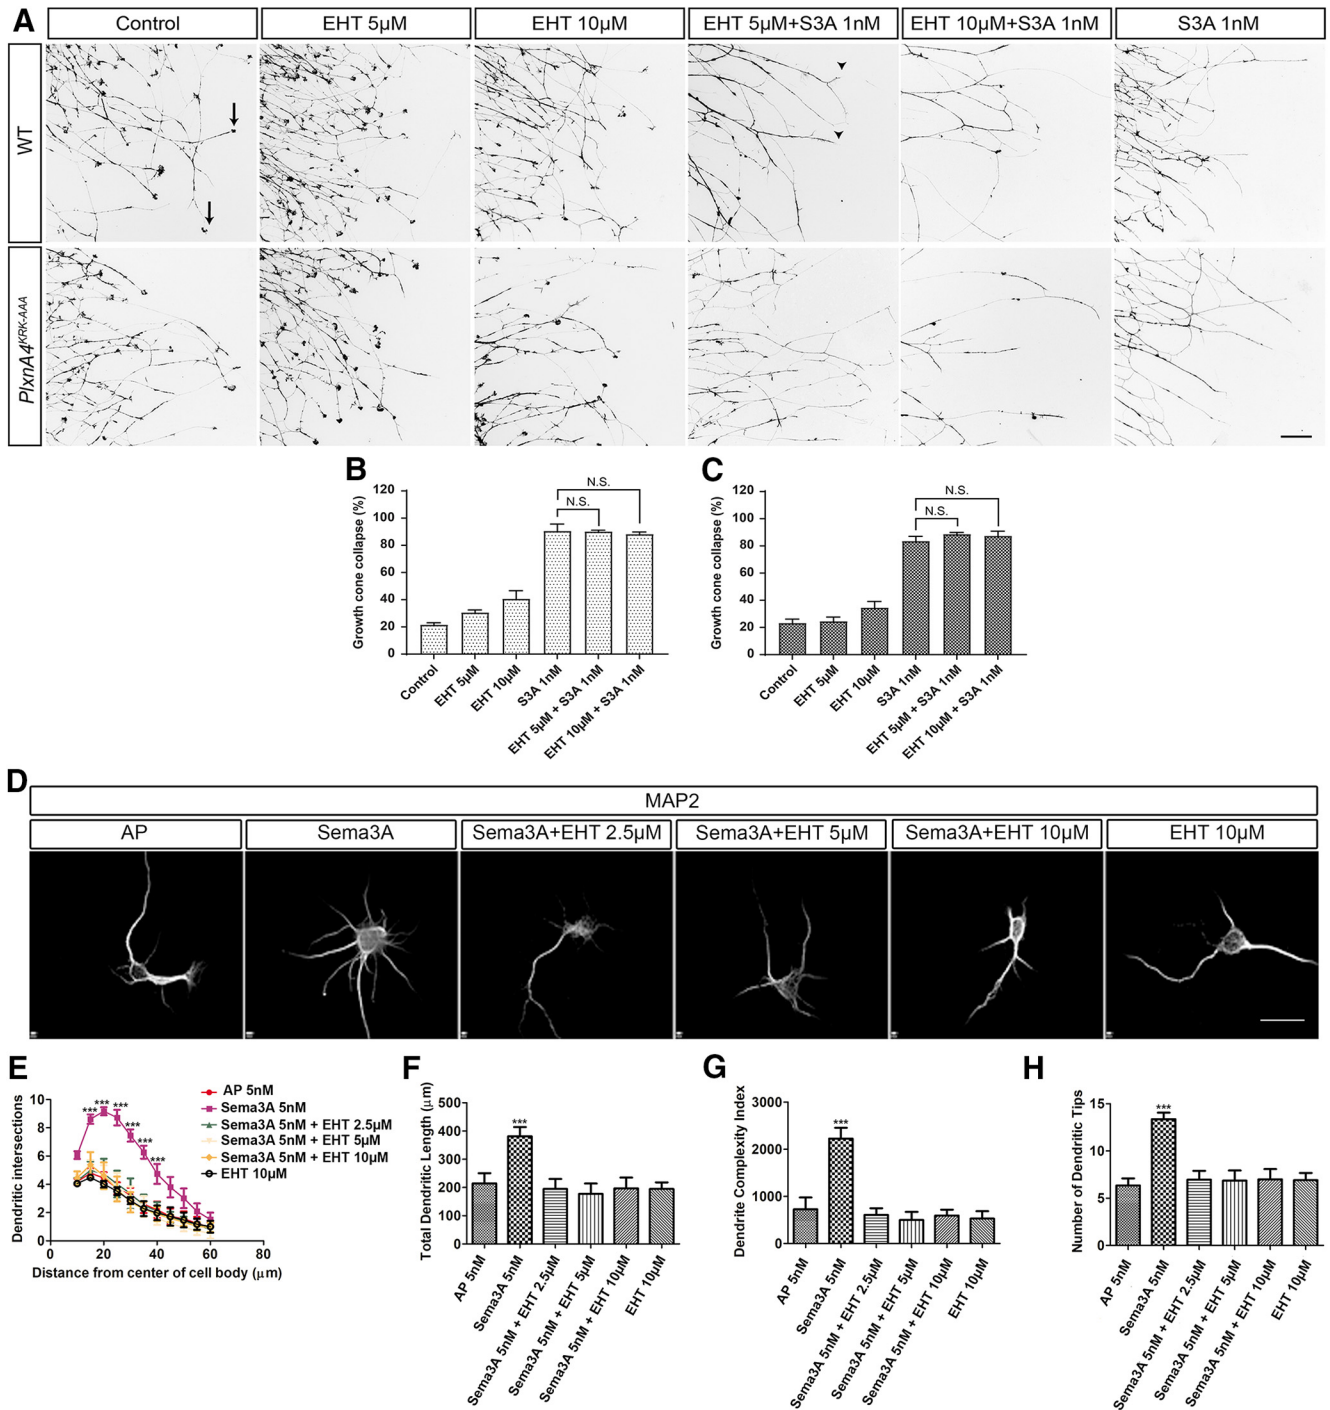 A
Control
EHT 5µM
EHT 10µM
EHT 5µM+S3A 1nM
EHT 10µM+S3A 1nM
S3A 1nM
WT
PlxnA4KRK-AAA
B
Growth cone collapse (%)
120
100
80
60
40
20
0
N.S.
N.S.
Control
EHT 5µM
EHT 10µM
S3A 1nM
EHT 5µM + S3A 1nM
EHT 10µM + S3A 1nM
C
Growth cone collapse (%)
120
100
80
60
40
20
0
N.S.
N.S.
Control
EHT 5µM
EHT 10µM
S3A 1nM
EHT 5µM + S3A 1nM
EHT 10µM + S3A 1nM
D
MAP2
AP
Sema3A
Sema3A+EHT 2.5µM
Sema3A+EHT 5µM
Sema3A+EHT 10µM
EHT 10µM
E
Dendritic intersections
10
8
6
4
2
0
*** *** *** *** *** ***
0 20 40 60 80
Distance from center of cell body (µm)
AP 5nM
Sema3A 5nM
Sema3A 5nM + EHT 2.5µM
Sema3A 5nM + EHT 5µM
Sema3A 5nM + EHT 10µM
EHT 10µM
F
Total Dendritic Length (µm)
500
400
300
200
100
0
***
AP 5nM
Sema3A 5nM
Sema3A 5nM + EHT 2.5µM
Sema3A 5nM + EHT 5µM
Sema3A 5nM + EHT 10µM
EHT 10µM
G
Dendrite Complexity Index
3000
2000
1000
0
***
AP 5nM
Sema3A 5nM
Sema3A 5nM + EHT 2.5µM
Sema3A 5nM + EHT 5µM
Sema3A 5nM + EHT 10µM
EHT 10µM
H
Number of Dendritic Tips
15
10
5
0
***
AP 5nM
Sema3A 5nM
Sema3A 5nM + EHT 2.5µM
Sema3A 5nM + EHT 5µM
Sema3A 5nM + EHT 10µM
EHT 10µM